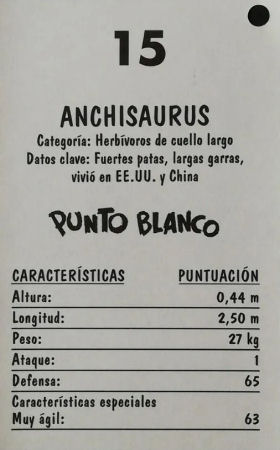 15
ANCHISAURUS
Categoría: Herbívoros de cuello largo
Datos clave: Fuertes patas, largas garras,
vivió en EE.UU. y China
PUNTO BLANCO
CARACTERÍSTICAS PUNTUACIÓN
Altura: 0,44 m
Longitud: 2,50 m
Peso: 27 kg
Ataque: 1
Defensa: 65
Características especiales
Muy ágil: 63